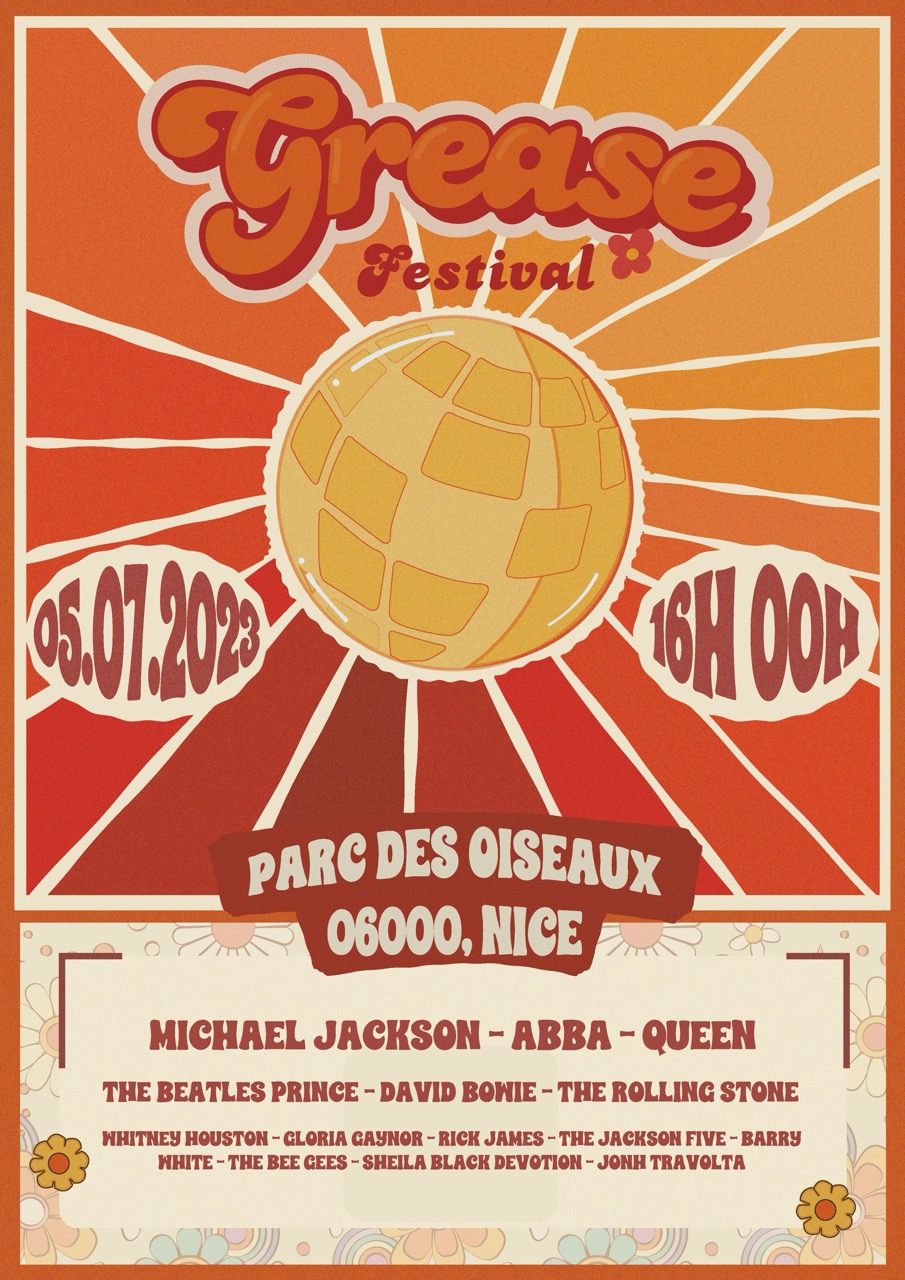 Grease
Festival
05.07.2023
16H 00H
PARC DES OISEAUX
06000, NICE
MICHAEL JACKSON - ABBA - QUEEN
THE BEATLES PRINCE - DAVID BOWIE - THE ROLLING STONE
WHITNEY HOUSTON - GLORIA GAYNOR - RICK JAMES - THE JACKSON FIVE - BARRY
WHITE - THE BEE GEES - SHEILA BLACK DEVOTION - JONH TRAVOLTA